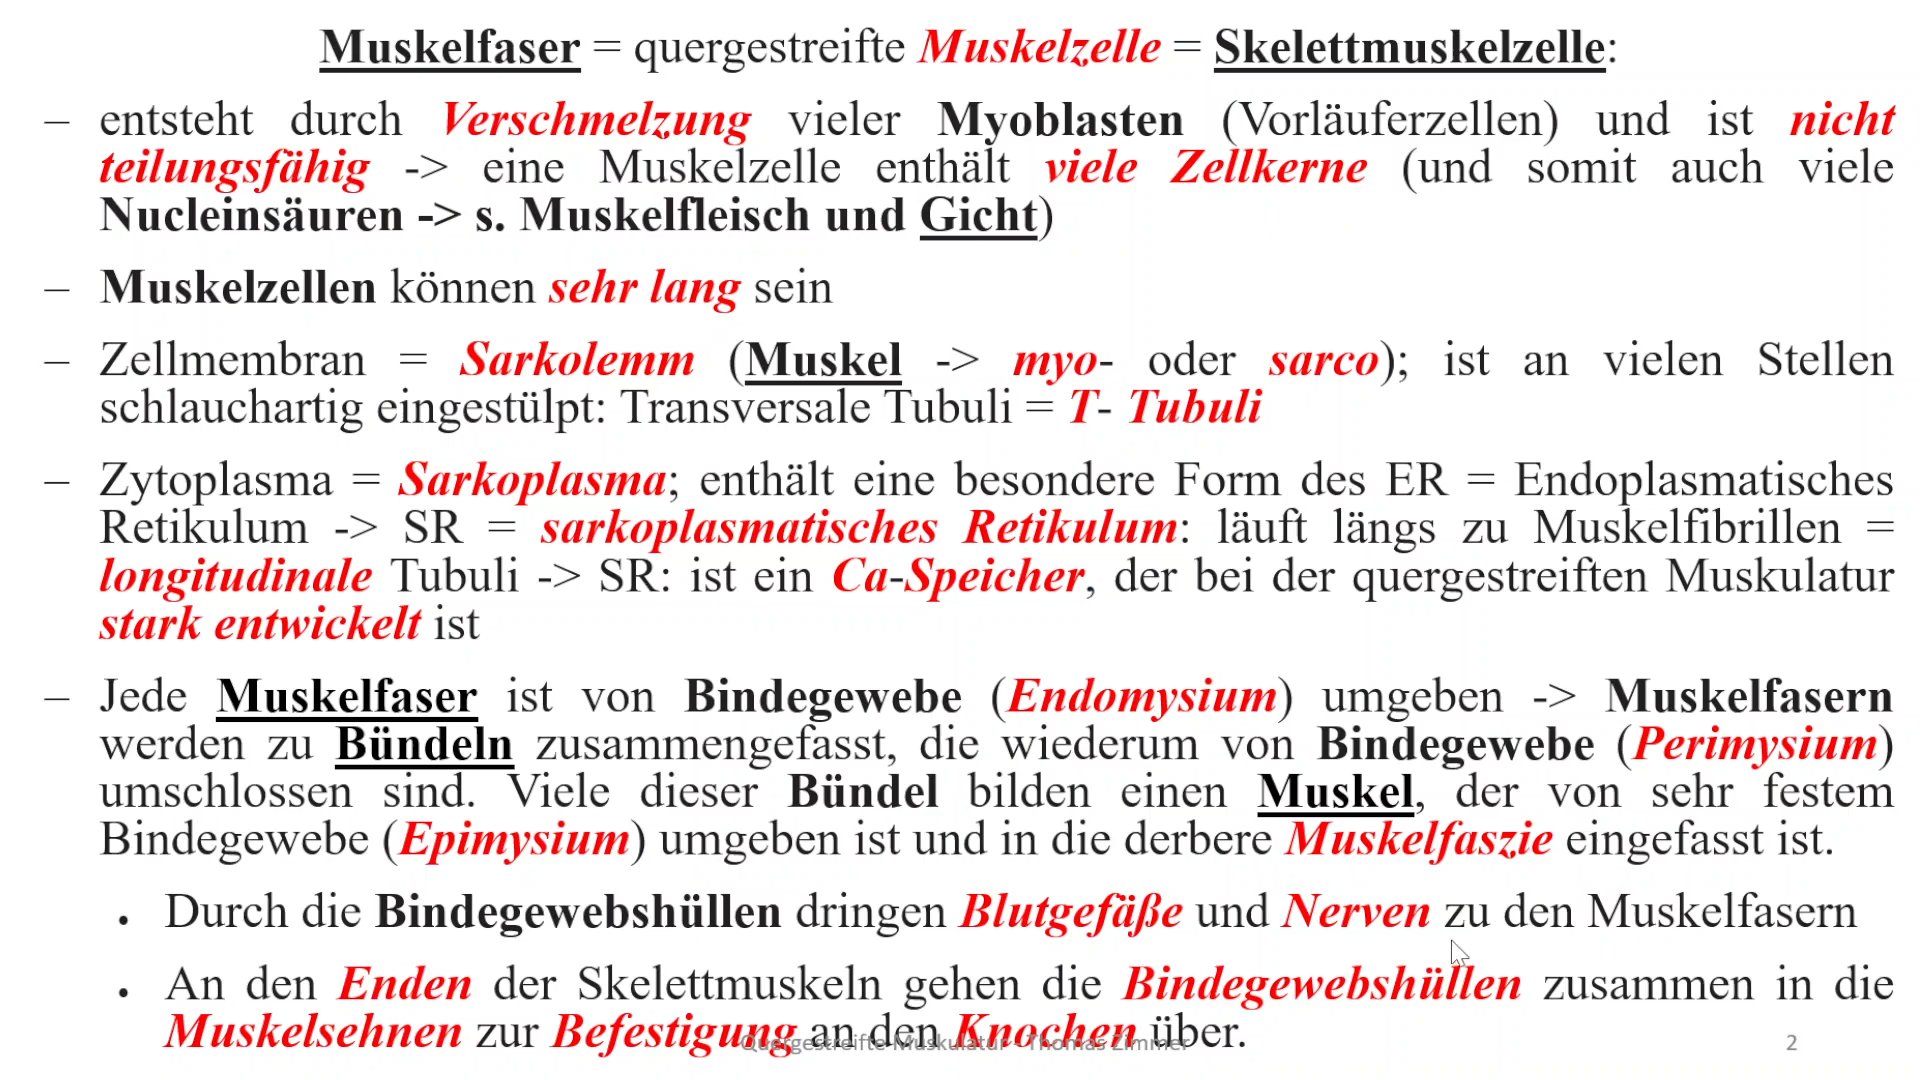 Muskelfaser = quergestreifte Muskelzelle = Skelettmuskelzelle:
– entsteht durch Verschmelzung vieler Myoblasten (Vorläuferzellen) und ist nicht
teilungsfähig -> eine Muskelzelle enthält viele Zellkerne (und somit auch viele
Nucleinsäuren -> s. Muskelfleisch und Gicht)
– Muskelzellen können sehr lang sein
– Zellmembran = Sarkolemm (Muskel -> myo- oder sarco); ist an vielen Stellen
schlauchartig eingestülpt: Transversale Tubuli = T- Tubuli
– Zytoplasma = Sarkoplasma; enthält eine besondere Form des ER = Endoplasmatisches
Retikulum -> SR = sarkoplasmatisches Retikulum: läuft längs zu Muskelfibrillen =
longitudinale Tubuli -> SR: ist ein Ca-Speicher, der bei der quergestreiften Muskulatur
stark entwickelt ist
– Jede Muskelfaser ist von Bindegewebe (Endomysium) umgeben -> Muskelfasern
werden zu Bündeln zusammengefasst, die wiederum von Bindegewebe (Perimysium)
umschlossen sind. Viele dieser Bündel bilden einen Muskel, der von sehr festem
Bindegewebe (Epimysium) umgeben ist und in die derbere Muskelfaszie eingefasst ist.
• Durch die Bindegewebshüllen dringen Blutgefäße und Nerven zu den Muskelfasern
• An den Enden der Skelettmuskeln gehen die Bindegewebshüllen zusammen in die
Muskelsehnen zur Befestigung an den Knochen über.
Quergestreifte Muskulatur - Thomas Zimmer
2